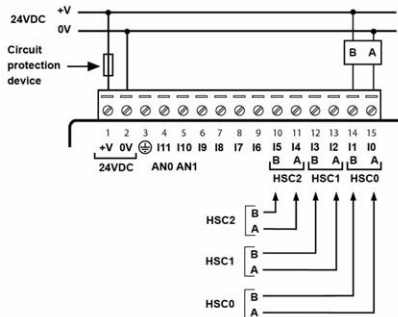 +V
24VDC
0V
Circuit
protection
device
B A
1 2 3 4 5 6 7 8 9 10 11 12 13 14 15
+V 0V I11 I10 I9 I8 I7 I6 I5 I4 I3 I2 I1 I0
B A B A B A
24VDC AN0 AN1 HSC2 HSC1 HSC0
B
HSC2
A
B
HSC1
A
B
HSC0
A